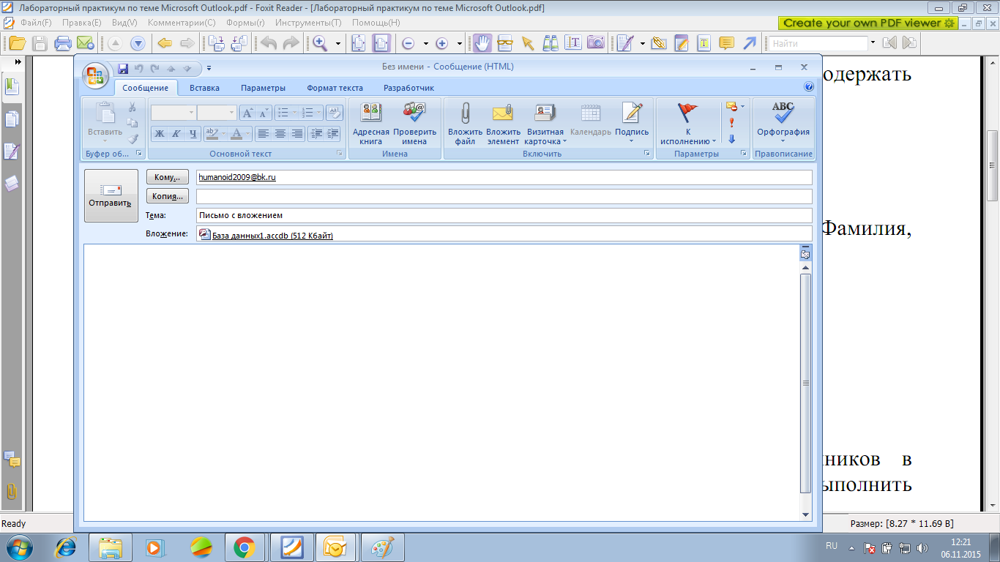 Лабораторный практикум по теме Microsoft Outlook.pdf - Foxit Reader - [Лабораторный практикум по теме Microsoft Outlook.pdf]
Файл(F) Правка(E) Вид(V) Комментарии(C) Формы(r) Инструменты(T) Помощь(H)
Create your own PDF viewer
Найти
Без имени - Сообщение (HTML)
одержать
Сообщение Вставка Параметры Формат текста Разработчик
Вставить
Ж К Ч
Адресная книга
Проверить имена
Вложить файл
Вложить элемент
Визитная карточка
Календарь
Подпись
К исполнению
ABC
Орфография
Буфер об... Основной текст Имена Включить Параметры Правописание
Отправить
Кому... humanoid2009@bk.ru
Копия...
Тема: Письмо с вложением
Вложение: База данных1.accdb (512 Кбайт)
Фамилия,
ников в
ыполнить
Ready
Размер: [8.27 * 11.69 В]
RU
12:21
06.11.2015